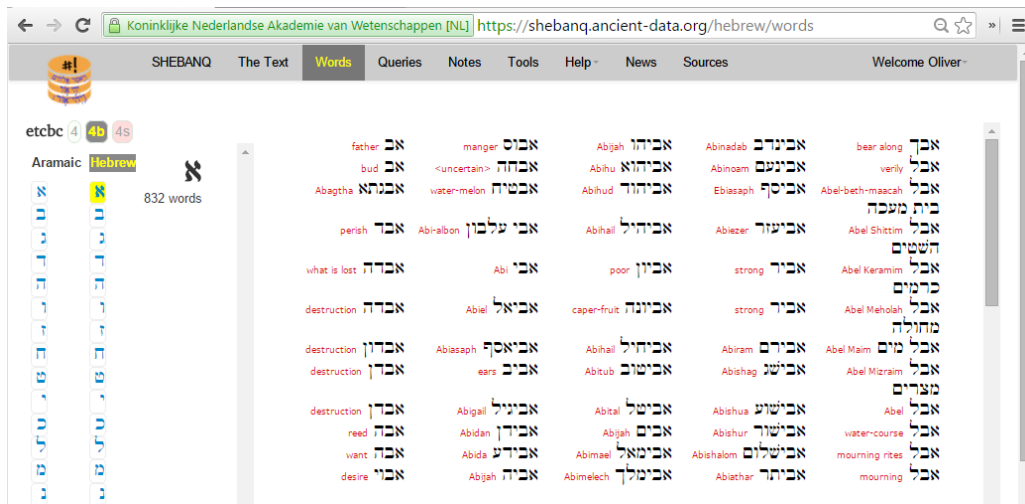 Koninklijke Nederlandse Akademie van Wetenschappen [NL] https://shebanq.ancient-data.org/hebrew/words
#!
SHEBANQ The Text Words Queries Notes Tools Help News Sources Welcome Oliver
etcbc 4 4b 4s
Aramaic Hebrew
א א
ב ב
ג ג
ד ד
ה ה
ו ו
ז ז
ח ח
ט ט
י י
כ כ
ל ל
מ מ
נ נ
א
832 words
father אב manger אבוס Abijah אביהו Abinadab אבינדב bear along אבך
bud אב <uncertain> אבחה Abihu אביהוא Abinoam אבינעם verily אבל
Abagtha אבגתא water-melon אבטיח Abihud אביהוד Ebiasaph אביסף Abel-beth-maacah אבל
בית מעכה
perish אבד Abi-albon אבי עלבון Abihail אביהיל Abiezer אביעזר Abel Shittim אבל
השטים
what is lost אבדה Abi אבי poor אביון strong אביר Abel Keramim אבל
כרמים
destruction אבדה Abiel אביאל caper-fruit אביונה strong אביר Abel Meholah אבל
מחולה
destruction אבדון Abiasaph אביאסף Abihail אביחיל Abiram אבירם Abel Maim אבל מים
destruction אבדן ears אביב Abitub אביטוב Abishag אבישג Abel Mizraim אבל
מצרים
destruction אבדן Abigail אביגיל Abital אביטל Abishua אבישוע Abel אבל
reed אבה Abidan אבידן Abijah אבים Abishur אבישור water-course אבל
want אבה Abida אבידע Abimael אבימאל Abishalom אבישלום mourning rites אבל
desire אבוי Abijah אביה Abimelech אבימלך Abiathar אביתר mourning אבל